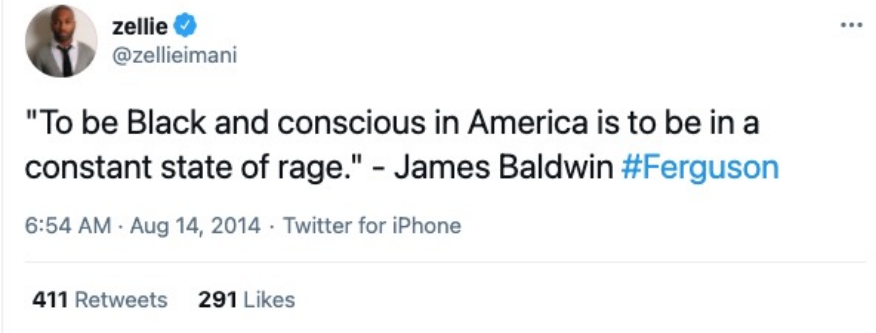 zellie
@zellieimani
"To be Black and conscious in America is to be in a
constant state of rage." - James Baldwin #Ferguson
6:54 AM · Aug 14, 2014 · Twitter for iPhone
411 Retweets 291 Likes